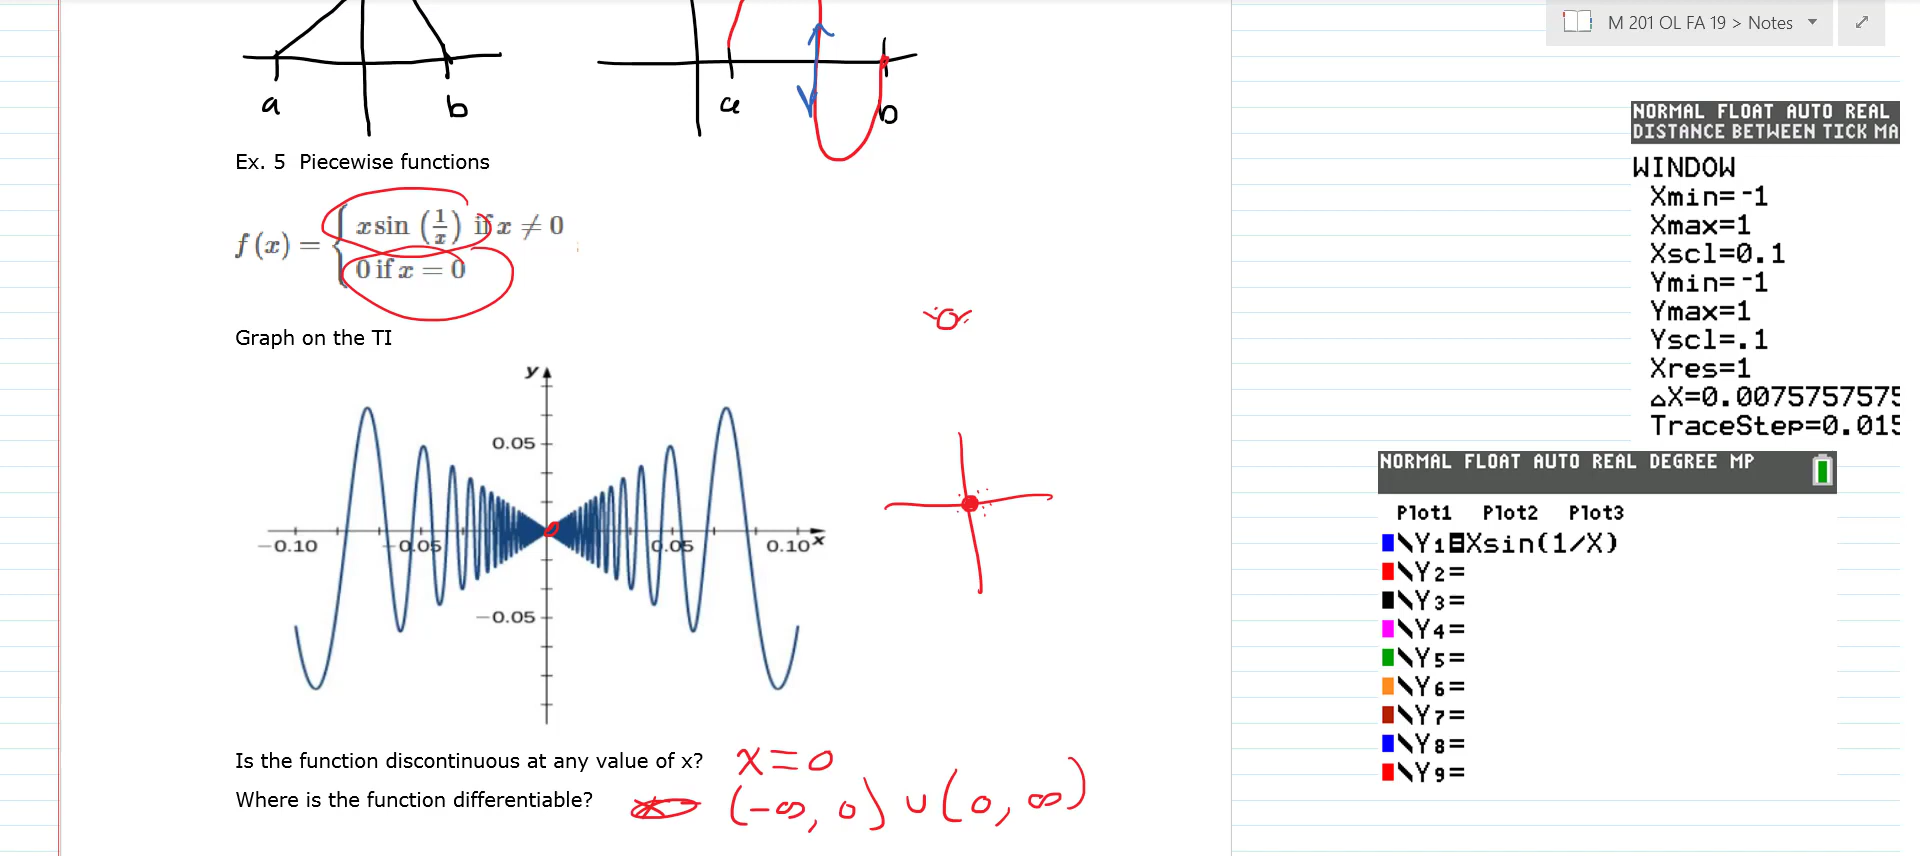 M 201 OL FA 19 > Notes
a b a b
Ex. 5 Piecewise functions
f(x) = { x sin (1/x) if x ≠ 0
0 if x = 0
Graph on the TI
y
0.05
−0.10 −0.05 0.05 0.10 x
−0.05
Is the function discontinuous at any value of x? x = 0
Where is the function differentiable? (-∞, 0) ∪ (0, ∞)
NORMAL FLOAT AUTO REAL
DISTANCE BETWEEN TICK MA
WINDOW
Xmin=-1
Xmax=1
Xscl=0.1
Ymin=-1
Ymax=1
Yscl=.1
Xres=1
△X=0.0075757575
TraceStep=0.015
NORMAL FLOAT AUTO REAL DEGREE MP
Plot1 Plot2 Plot3
\Y1=Xsin(1/X)
\Y2=
\Y3=
\Y4=
\Y5=
\Y6=
\Y7=
\Y8=
\Y9=